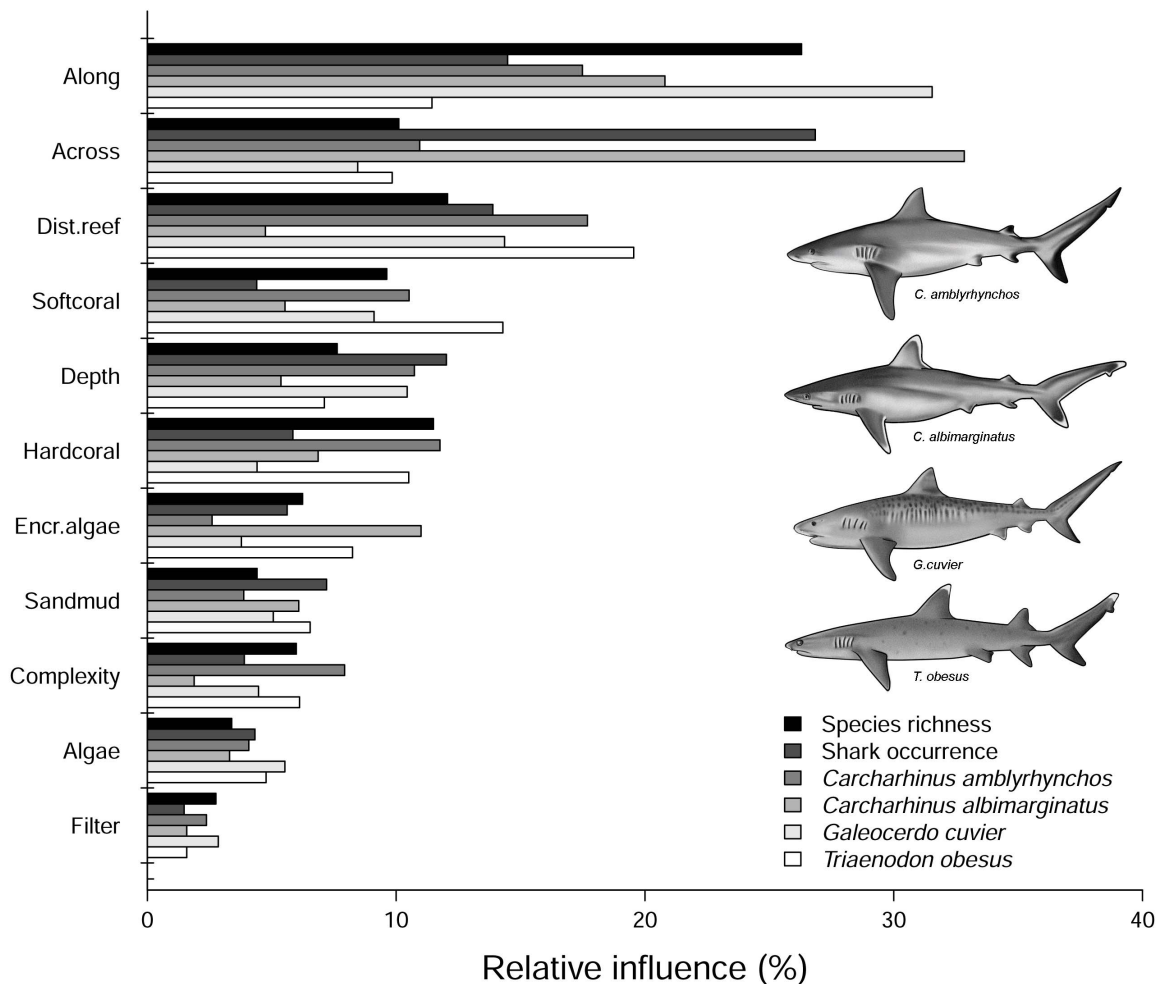 Along
Across
Dist.reef
Softcoral
Depth
Hardcoral
Encr.algae
Sandmud
Complexity
Algae
Filter
C. amblyrhynchos
C. albimarginatus
G.cuvier
T. obesus
Species richness
Shark occurrence
Carcharhinus amblyrhynchos
Carcharhinus albimarginatus
Galeocerdo cuvier
Triaenodon obesus
0 10 20 30 40
Relative influence (%)